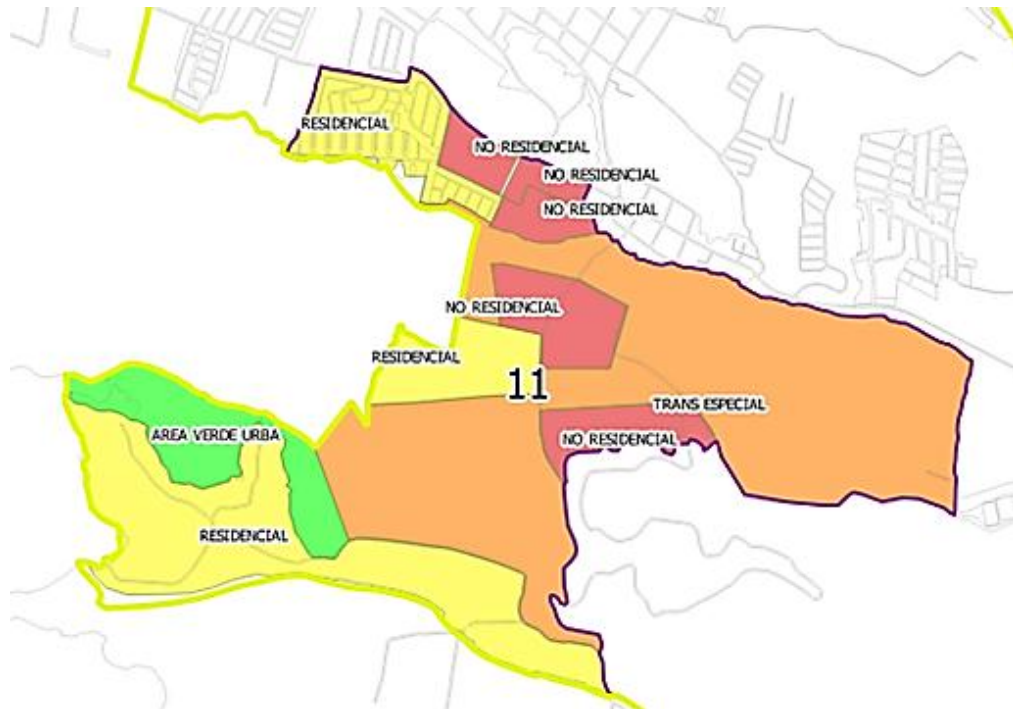 RESIDENCIAL
NO RESIDENCIAL
NO RESIDENCIAL
NO RESIDENCIAL
NO RESIDENCIAL
RESIDENCIAL
11
TRANS ESPECIAL
AREA VERDE URBA
NO RESIDENCIAL
RESIDENCIAL